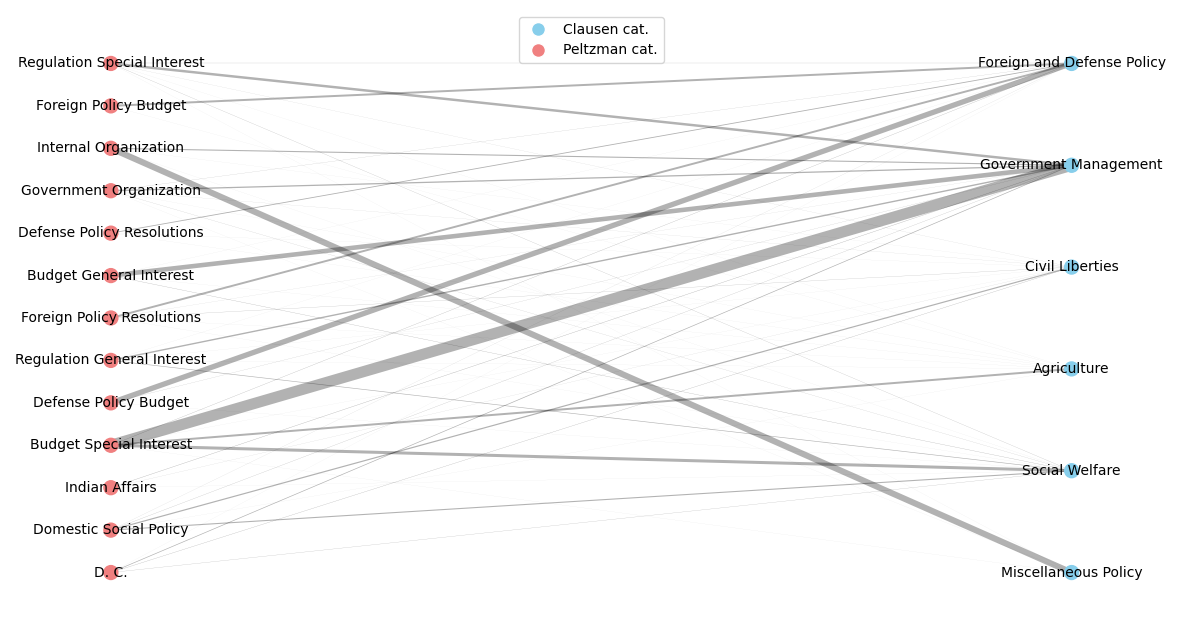 Clausen cat.
Peltzman cat.
Regulation Special Interest
Foreign Policy Budget
Internal Organization
Government Organization
Defense Policy Resolutions
Budget General Interest
Foreign Policy Resolutions
Regulation General Interest
Defense Policy Budget
Budget Special Interest
Indian Affairs
Domestic Social Policy
D. C.
Foreign and Defense Policy
Government Management
Civil Liberties
Agriculture
Social Welfare
Miscellaneous Policy